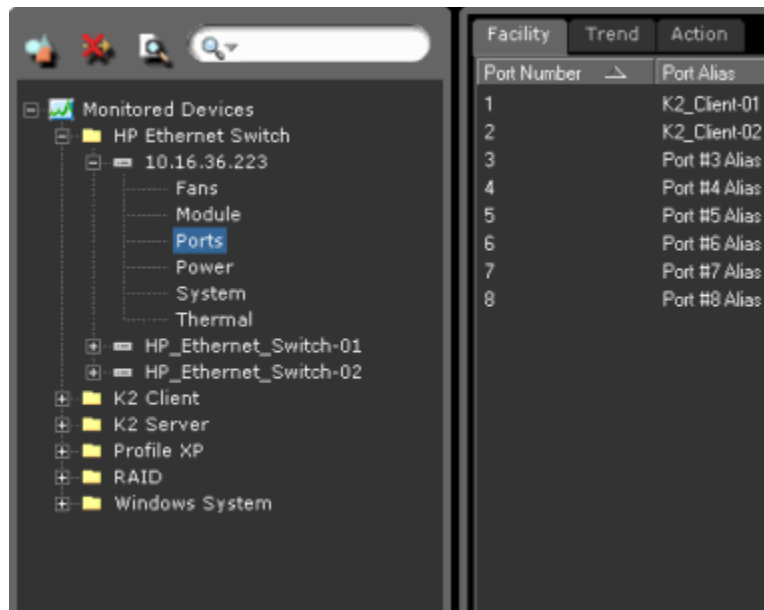 Monitored Devices
HP Ethernet Switch
10.16.36.223
Fans
Module
Ports
Power
System
Thermal
HP_Ethernet_Switch-01
HP_Ethernet_Switch-02
K2 Client
K2 Server
Profile XP
RAID
Windows System
Facility Trend Action
Port Number Port Alias
1 K2_Client-01
2 K2_Client-02
3 Port #3 Alias
4 Port #4 Alias
5 Port #5 Alias
6 Port #6 Alias
7 Port #7 Alias
8 Port #8 Alias